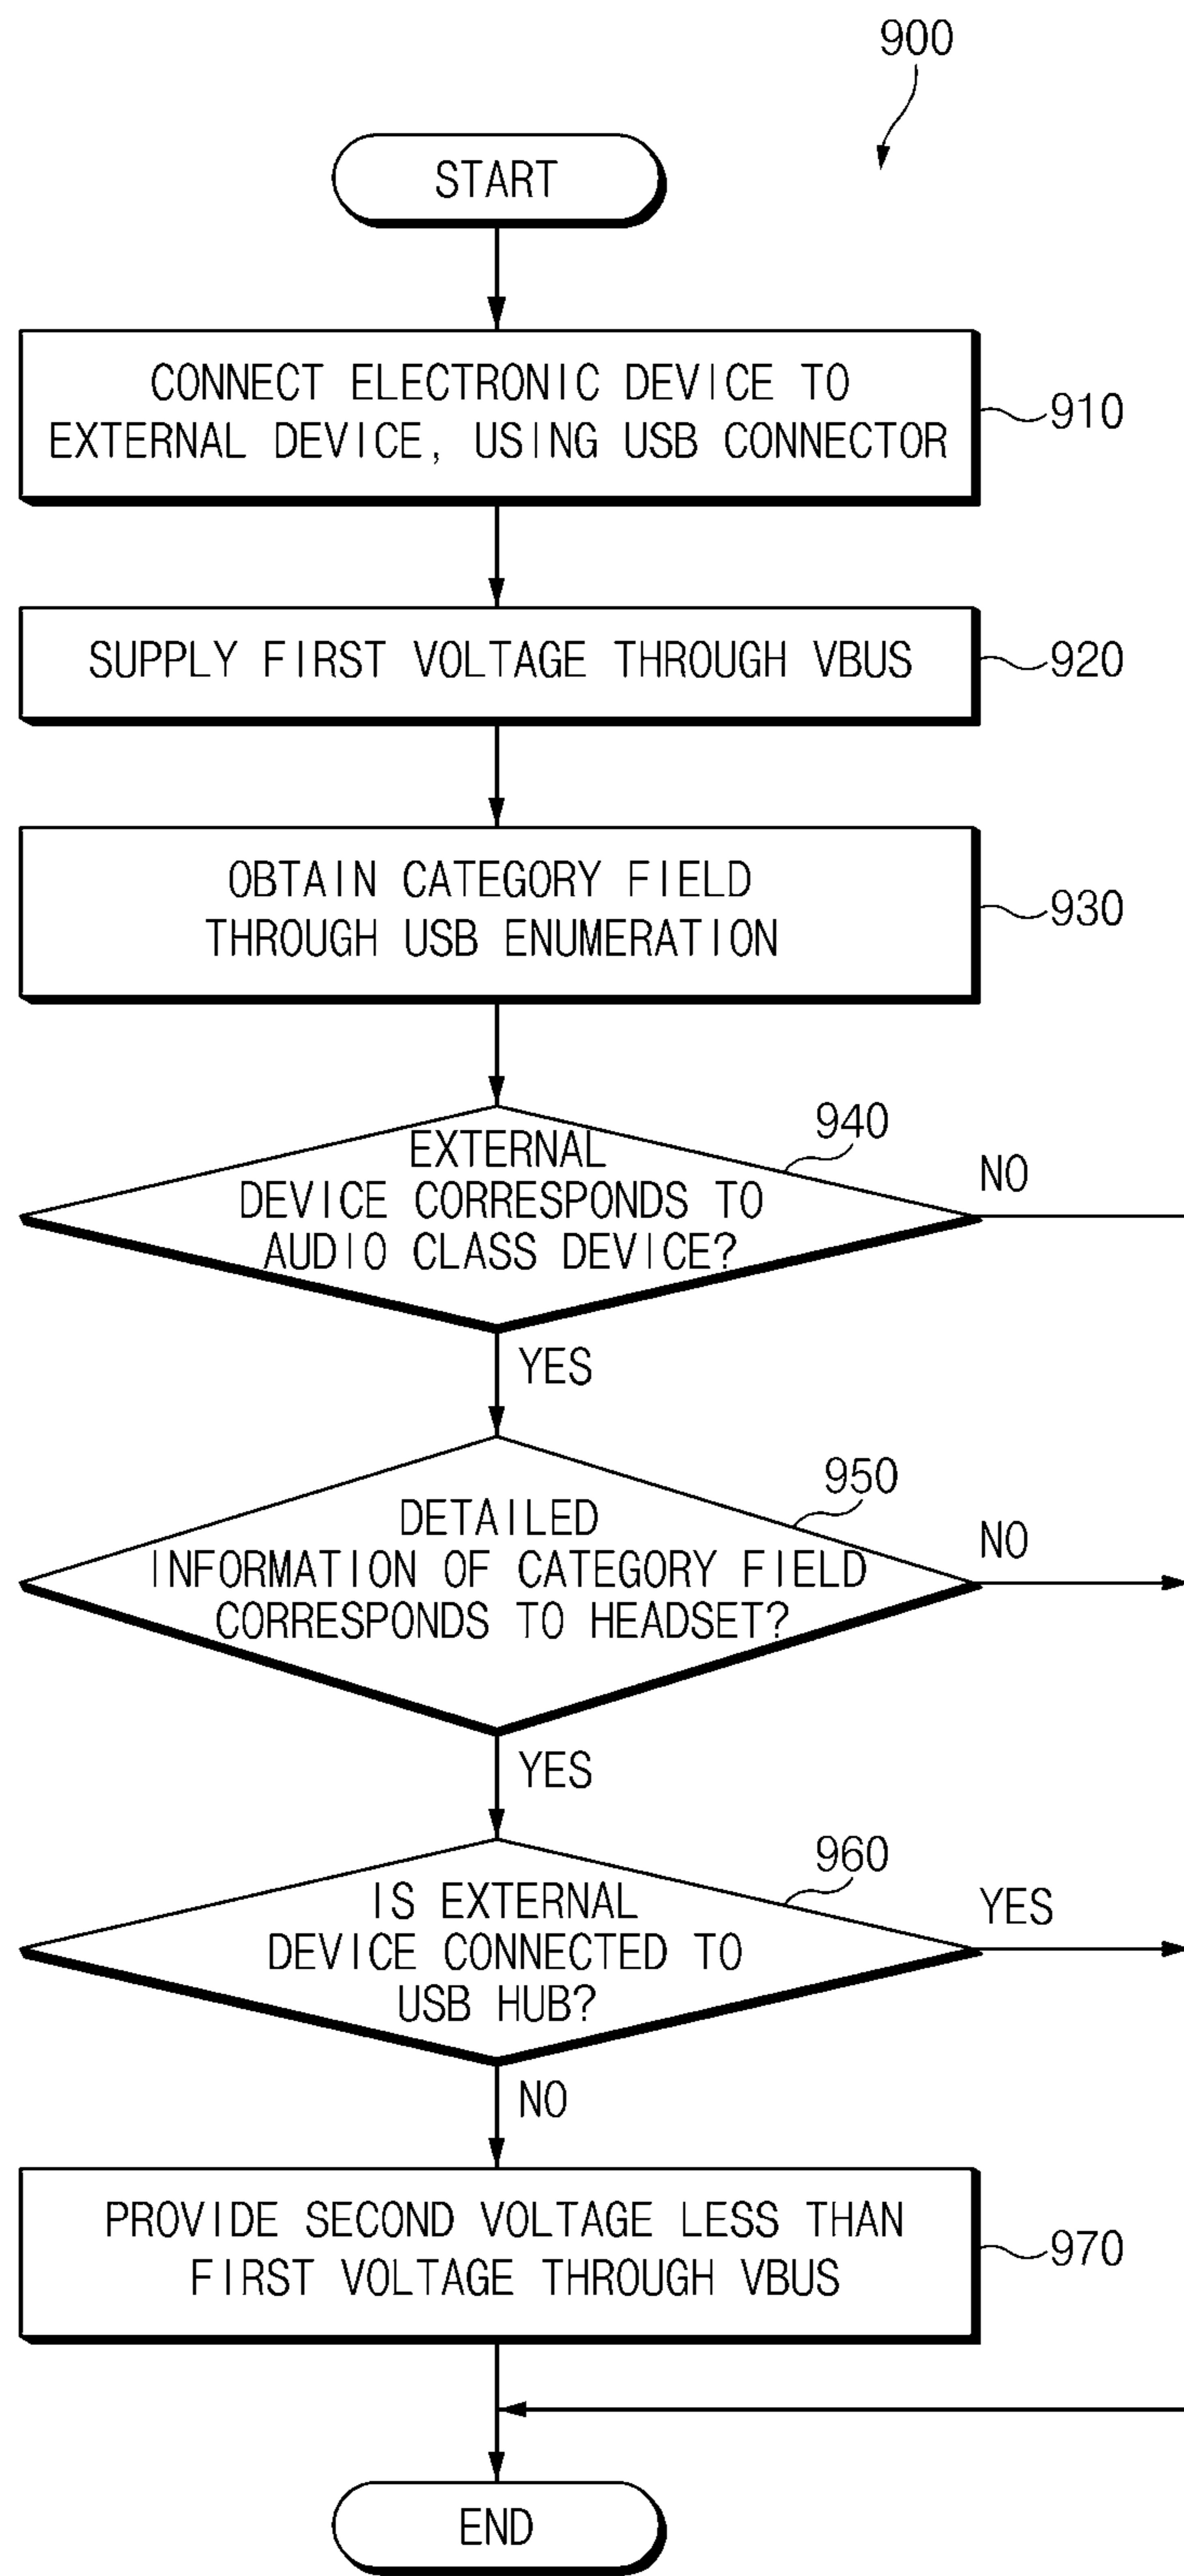 900
START
CONNECT ELECTRONIC DEVICE TO
EXTERNAL DEVICE, USING USB CONNECTOR
910
SUPPLY FIRST VOLTAGE THROUGH VBUS
920
OBTAIN CATEGORY FIELD
THROUGH USB ENUMERATION
930
940
EXTERNAL
DEVICE CORRESPONDS TO
AUDIO CLASS DEVICE?
NO
YES
950
DETAILED
INFORMATION OF CATEGORY FIELD
CORRESPONDS TO HEADSET?
NO
YES
960
IS EXTERNAL
DEVICE CONNECTED TO
USB HUB?
YES
NO
PROVIDE SECOND VOLTAGE LESS THAN
FIRST VOLTAGE THROUGH VBUS
970
END